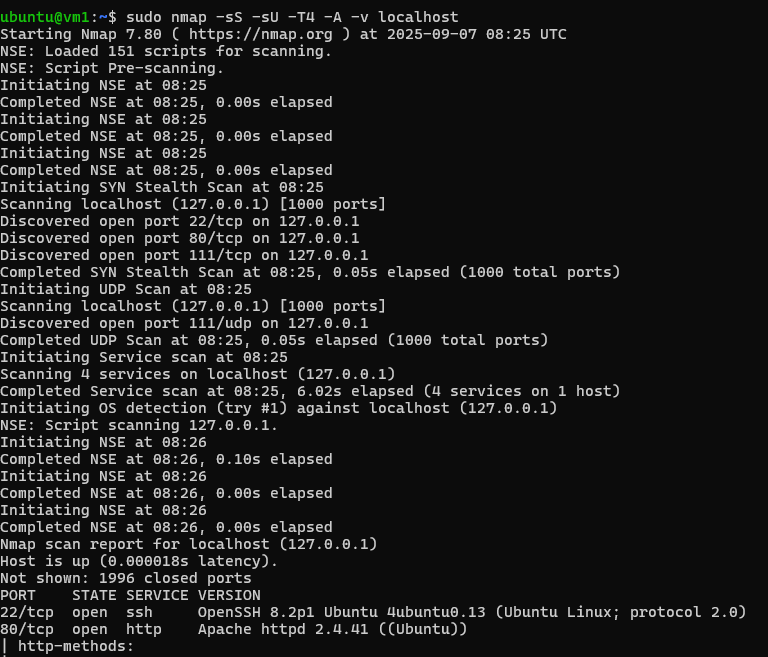 ubuntu@vm1:~$ sudo nmap -sS -sU -T4 -A -v localhost
Starting Nmap 7.80 ( https://nmap.org ) at 2025-09-07 08:25 UTC
NSE: Loaded 151 scripts for scanning.
NSE: Script Pre-scanning.
Initiating NSE at 08:25
Completed NSE at 08:25, 0.00s elapsed
Initiating NSE at 08:25
Completed NSE at 08:25, 0.00s elapsed
Initiating NSE at 08:25
Completed NSE at 08:25, 0.00s elapsed
Initiating SYN Stealth Scan at 08:25
Scanning localhost (127.0.0.1) [1000 ports]
Discovered open port 22/tcp on 127.0.0.1
Discovered open port 80/tcp on 127.0.0.1
Discovered open port 111/tcp on 127.0.0.1
Completed SYN Stealth Scan at 08:25, 0.05s elapsed (1000 total ports)
Initiating UDP Scan at 08:25
Scanning localhost (127.0.0.1) [1000 ports]
Discovered open port 111/udp on 127.0.0.1
Completed UDP Scan at 08:25, 0.05s elapsed (1000 total ports)
Initiating Service scan at 08:25
Scanning 4 services on localhost (127.0.0.1)
Completed Service scan at 08:25, 6.02s elapsed (4 services on 1 host)
Initiating OS detection (try #1) against localhost (127.0.0.1)
NSE: Script scanning 127.0.0.1.
Initiating NSE at 08:26
Completed NSE at 08:26, 0.10s elapsed
Initiating NSE at 08:26
Completed NSE at 08:26, 0.00s elapsed
Initiating NSE at 08:26
Completed NSE at 08:26, 0.00s elapsed
Nmap scan report for localhost (127.0.0.1)
Host is up (0.000018s latency).
Not shown: 1996 closed ports
PORT    STATE SERVICE VERSION
22/tcp  open  ssh     OpenSSH 8.2p1 Ubuntu 4ubuntu0.13 (Ubuntu Linux; protocol 2.0)
80/tcp  open  http    Apache httpd 2.4.41 ((Ubuntu))
| http-methods: